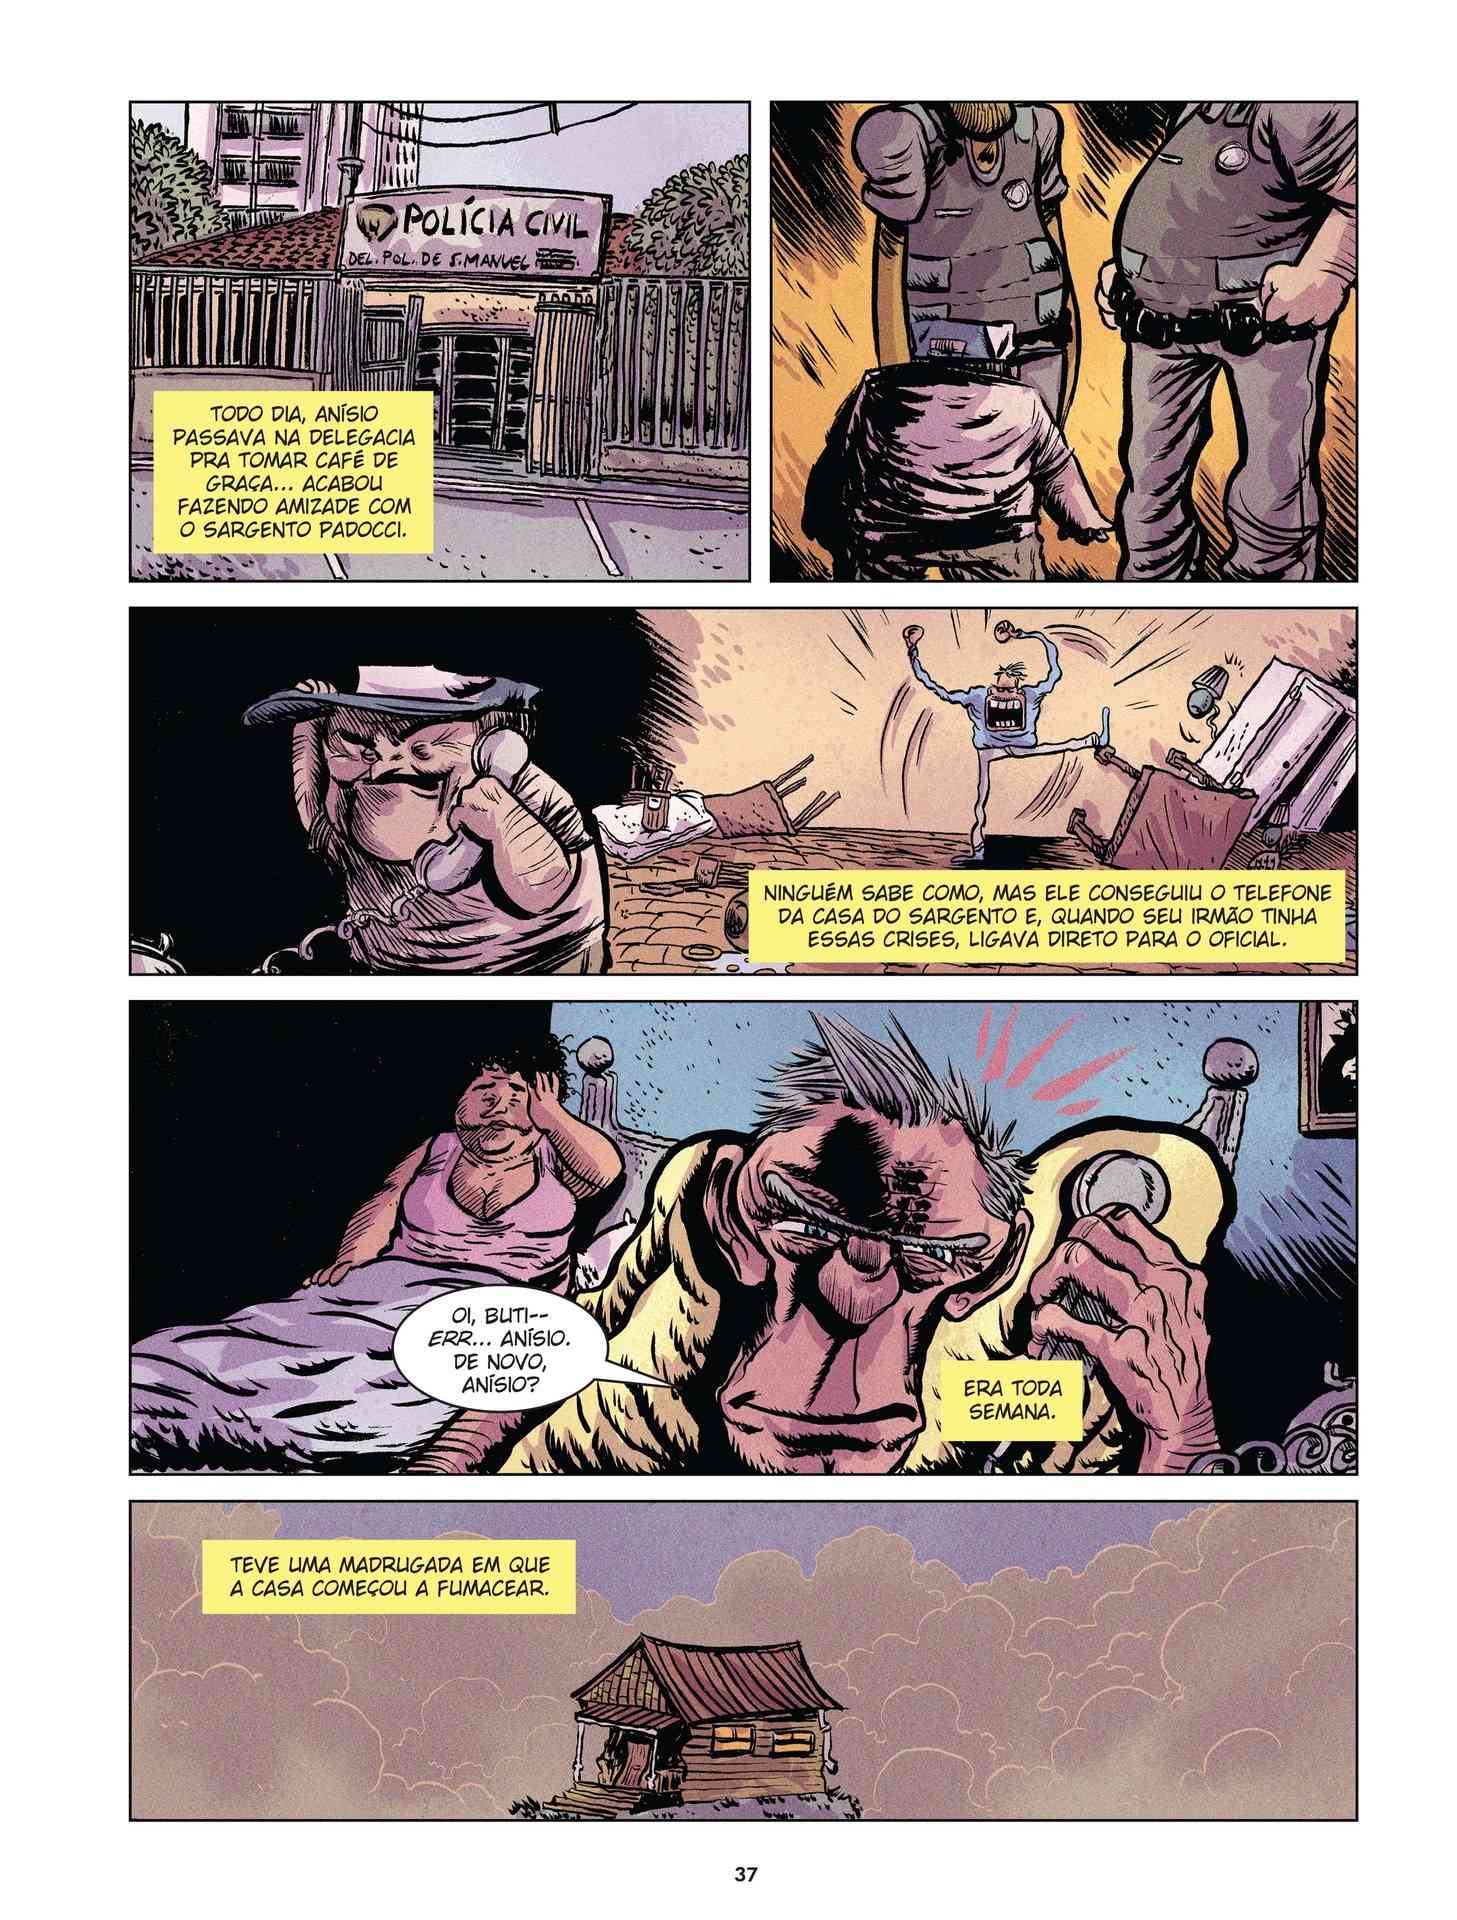 POLÍCIA CIVIL
DEL. POL. DE S. MANUEL
TODO DIA, ANÍSIO
PASSAVA NA DELEGACIA
PRA TOMAR CAFÉ DE
GRAÇA... ACABOU
FAZENDO AMIZADE COM
O SARGENTO PADOCCI.
NINGUÉM SABE COMO, MAS ELE CONSEGUIU O TELEFONE
DA CASA DO SARGENTO E, QUANDO SEU IRMÃO TINHA
ESSAS CRISES, LIGAVA DIRETO PARA O OFICIAL.
OI, BUTI--
ERR... ANÍSIO.
DE NOVO,
ANÍSIO?
ERA TODA
SEMANA.
TEVE UMA MADRUGADA EM QUE
A CASA COMEÇOU A FUMACEAR.
37